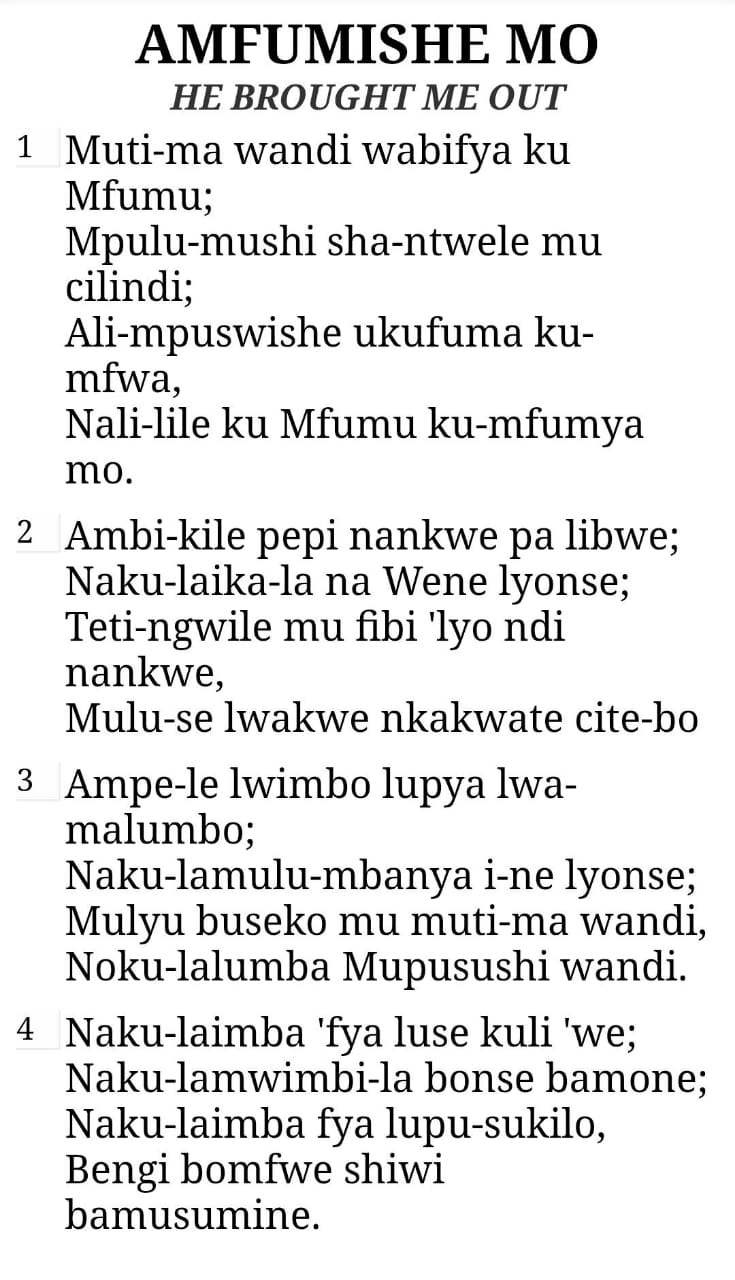 AMFUMISHE MO
HE BROUGHT ME OUT
1 Muti-ma wandi wabifya ku
Mfumu;
Mpulu-mushi sha-ntwele mu
cilindi;
Ali-mpuswishe ukufuma ku-
mfwa,
Nali-lile ku Mfumu ku-mfumya
mo.
2 Ambi-kile pepi nankwe pa libwe;
Naku-laika-la na Wene lyonse;
Teti-ngwile mu fibi 'lyo ndi
nankwe,
Mulu-se lwakwe nkakwate cite-bo
3 Ampe-le lwimbo lupya lwa-
malumbo;
Naku-lamulu-mbanya i-ne lyonse;
Mulyu buseko mu muti-ma wandi,
Noku-lalumba Mupusushi wandi.
4 Naku-laimba 'fya luse kuli 'we;
Naku-lamwimbi-la bonse bamone;
Naku-laimba fya lupu-sukilo,
Bengi bomfwe shiwi
bamusumine.